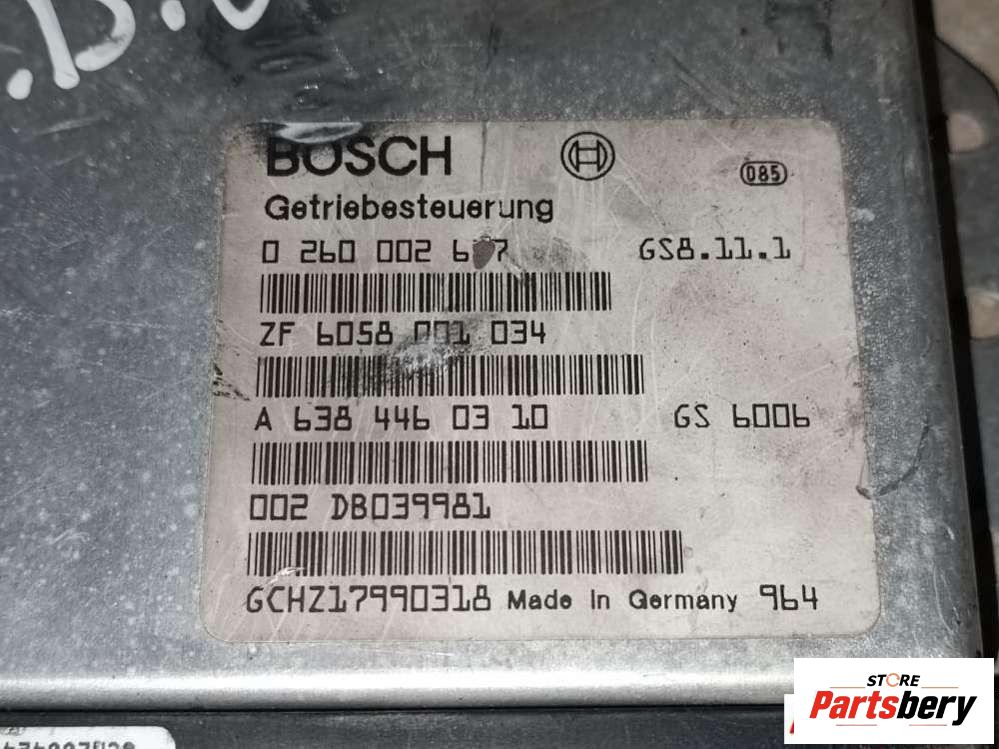 BOSCH
085
Getriebesteuerung
0 260 002 GS8.11.1
ZF 6058 001 034
A 638 446 03 10 GS 6006
002 DB039981
GCHZ17990318 Made in Germany 964
STORE
Partsbery